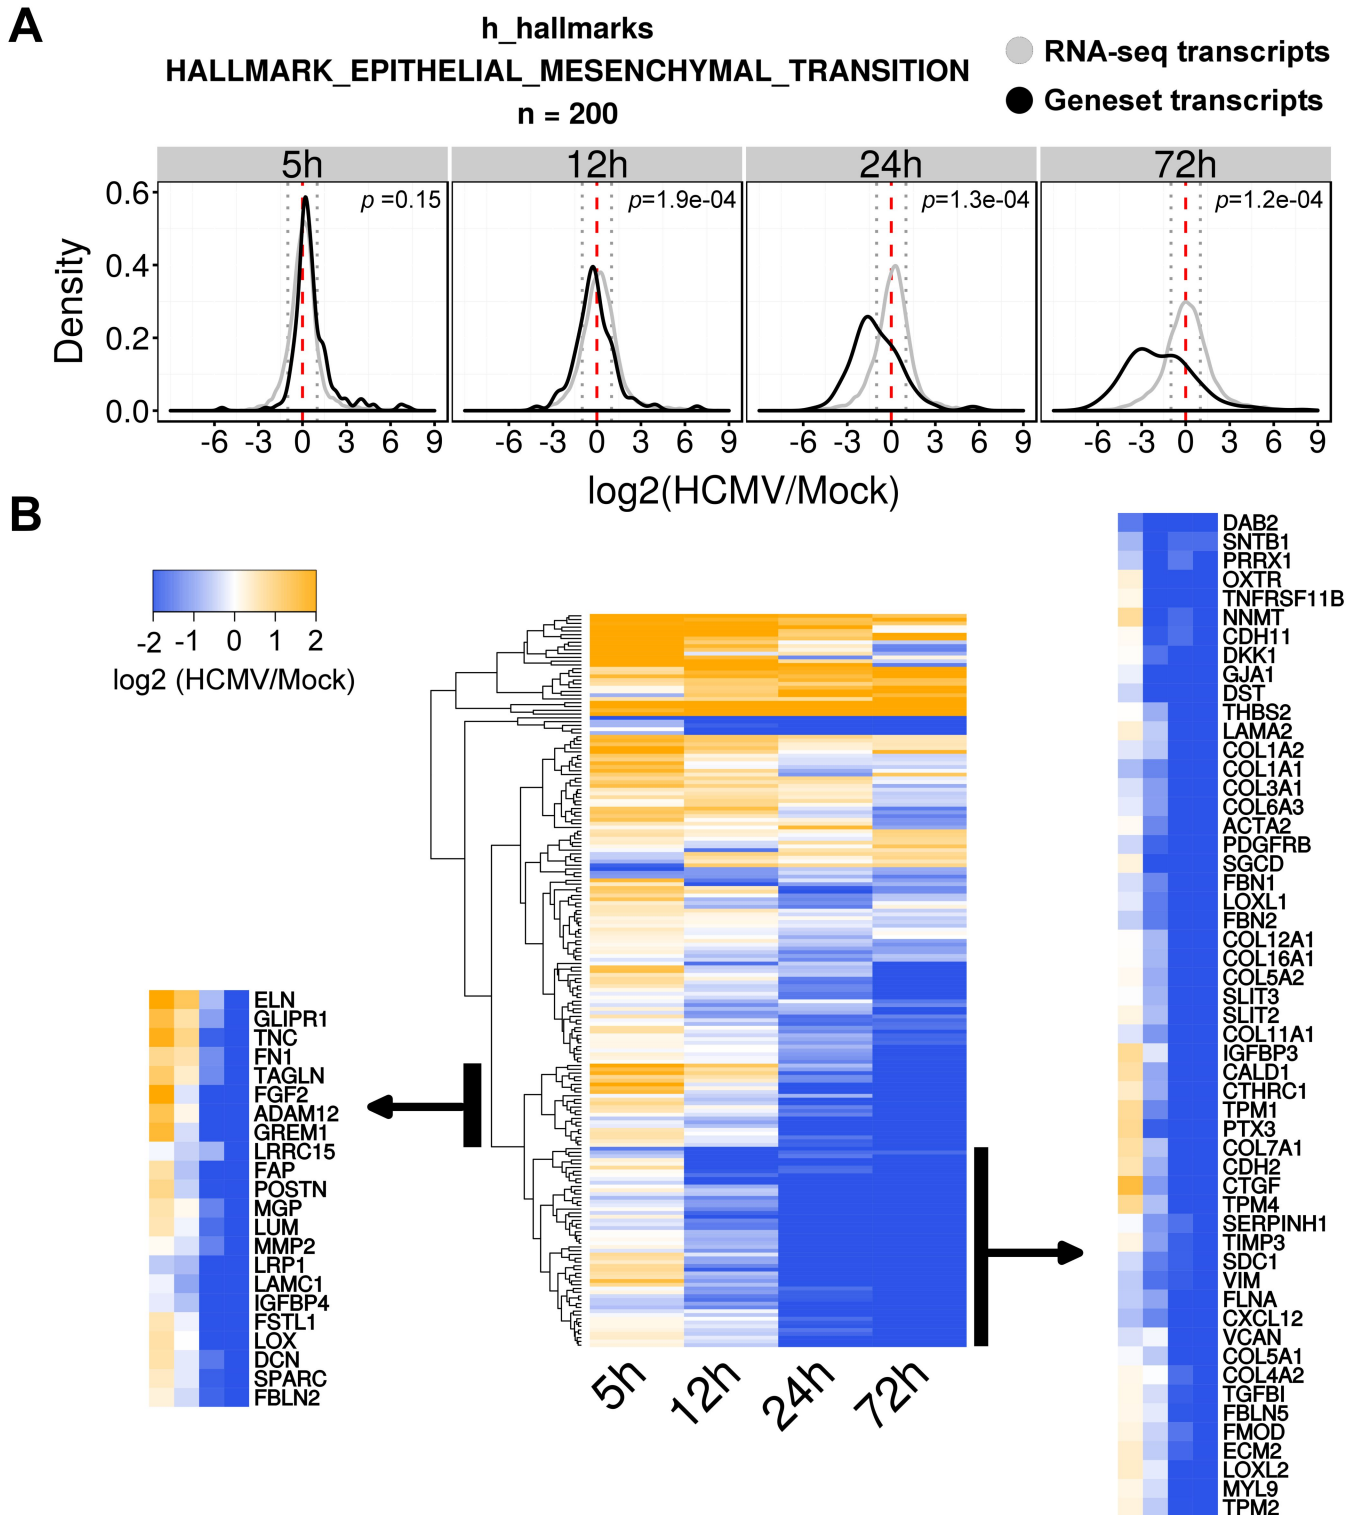 A
h_hallmarks
HALLMARK_EPITHELIAL_MESENCHYMAL_TRANSITION
n = 200
RNA-seq transcripts
Geneset transcripts
5h 12h 24h 72h
p =0.15 p=1.9e-04 p=1.3e-04 p=1.2e-04
Density
0.6
0.4
0.2
0.0
-6 -3 0 3 6 9 -6 -3 0 3 6 9 -6 -3 0 3 6 9 -6 -3 0 3 6 9
log2(HCMV/Mock)
B
-2 -1 0 1 2
log2 (HCMV/Mock)
ELN
GLIPR1
TNC
FN1
TAGLN
FGF2
ADAM12
GREM1
LRRC15
FAP
POSTN
MGP
LUM
MMP2
LRP1
LAMC1
IGFBP4
FSTL1
LOX
DCN
SPARC
FBLN2
5h 12h 24h 72h
DAB2
SNTB1
PRRX1
OXTR
TNFRSF11B
NNMT
CDH11
DKK1
GJA1
DST
THBS2
LAMA2
COL1A2
COL1A1
COL3A1
COL6A3
ACTA2
PDGFRB
SGCD
FBN1
LOXL1
FBN2
COL12A1
COL16A1
COL5A2
SLIT3
SLIT2
COL11A1
IGFBP3
CALD1
CTHRC1
TPM1
PTX3
COL7A1
CDH2
CTGF
TPM4
SERPINH1
TIMP3
SDC1
VIM
FLNA
CXCL12
VCAN
COL5A1
COL4A2
TGFBI
FBLN5
FMOD
ECM2
LOXL2
MYL9
TPM2